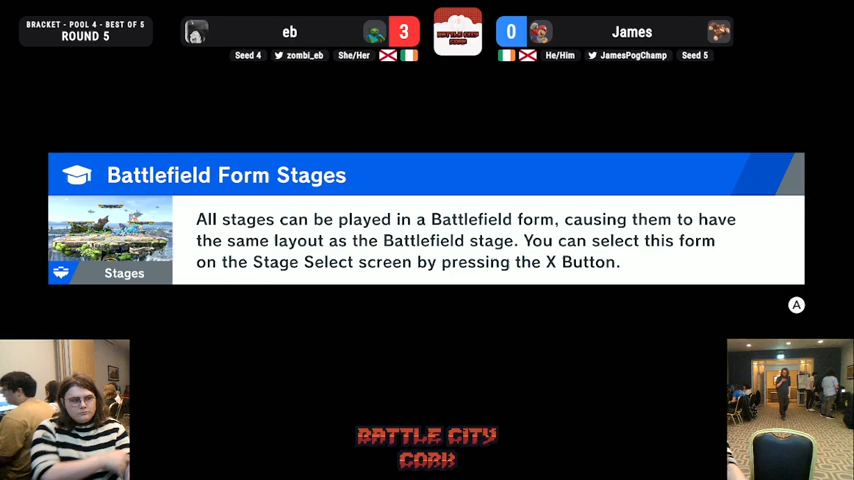 BRACKET - POOL 4 - BEST OF 5
ROUND 5
eb
3
BATTLE CITY
CORK
0
James
Seed 4
zombi_eb
She/Her
He/Him
JamesPogChamp
Seed 5
Battlefield Form Stages
All stages can be played in a Battlefield form, causing them to have
the same layout as the Battlefield stage. You can select this form
on the Stage Select screen by pressing the X Button.
Stages
A
BATTLE CITY
CORK